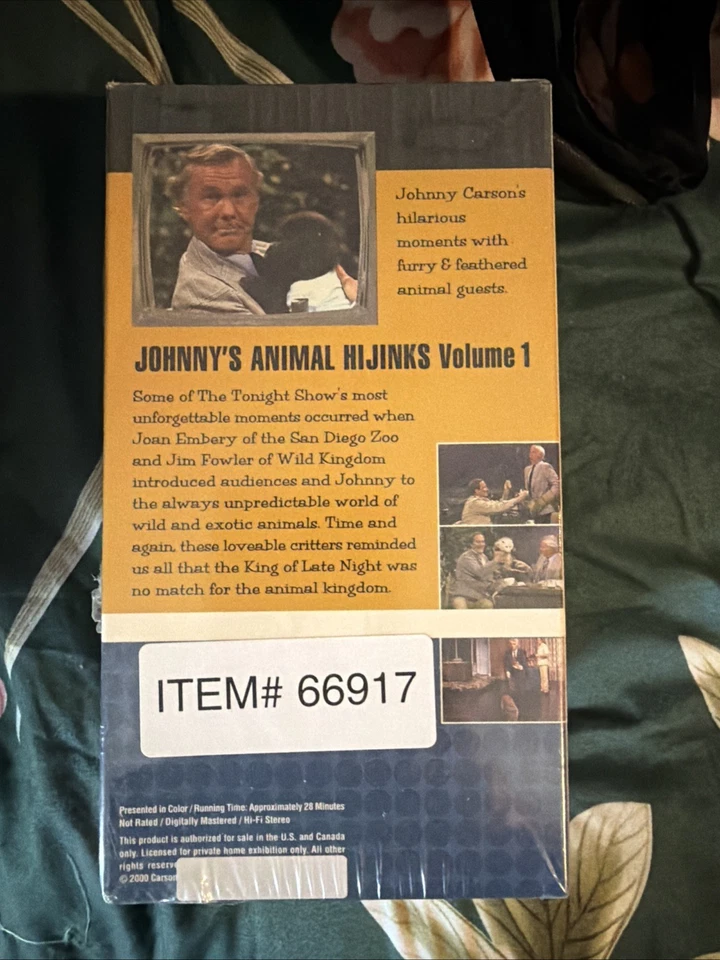 Johnny Carson's
hilarious
moments with
furry & feathered
animal guests.
JOHNNY'S ANIMAL HIJINKS Volume 1
Some of The Tonight Show's most
unforgettable moments occurred when
Joan Embery of the San Diego Zoo
and Jim Fowler of Wild Kingdom
introduced audiences and Johnny to
the always unpredictable world of
wild and exotic animals. Time and
again, these loveable critters reminded
us all that the King of Late Night was
no match for the animal kingdom.
ITEM# 66917
Presented in Color / Running Time: Approximately 28 Minutes
Not Rated / Digitally Mastered / Hi-Fi Stereo
This product is authorized for sale in the U.S. and Canada
only. Licensed for private home exhibition only. All other
rights reserve
© 2000 Carson